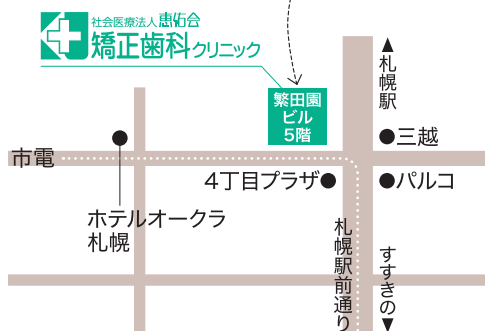 社会医療法人 恵佑会
矯正歯科クリニック
繁田園
ビル
5階
▲札幌駅
●三越
市電
4丁目プラザ●
●パルコ
ホテルオークラ
札幌
札幌駅前通り
すすきの▼